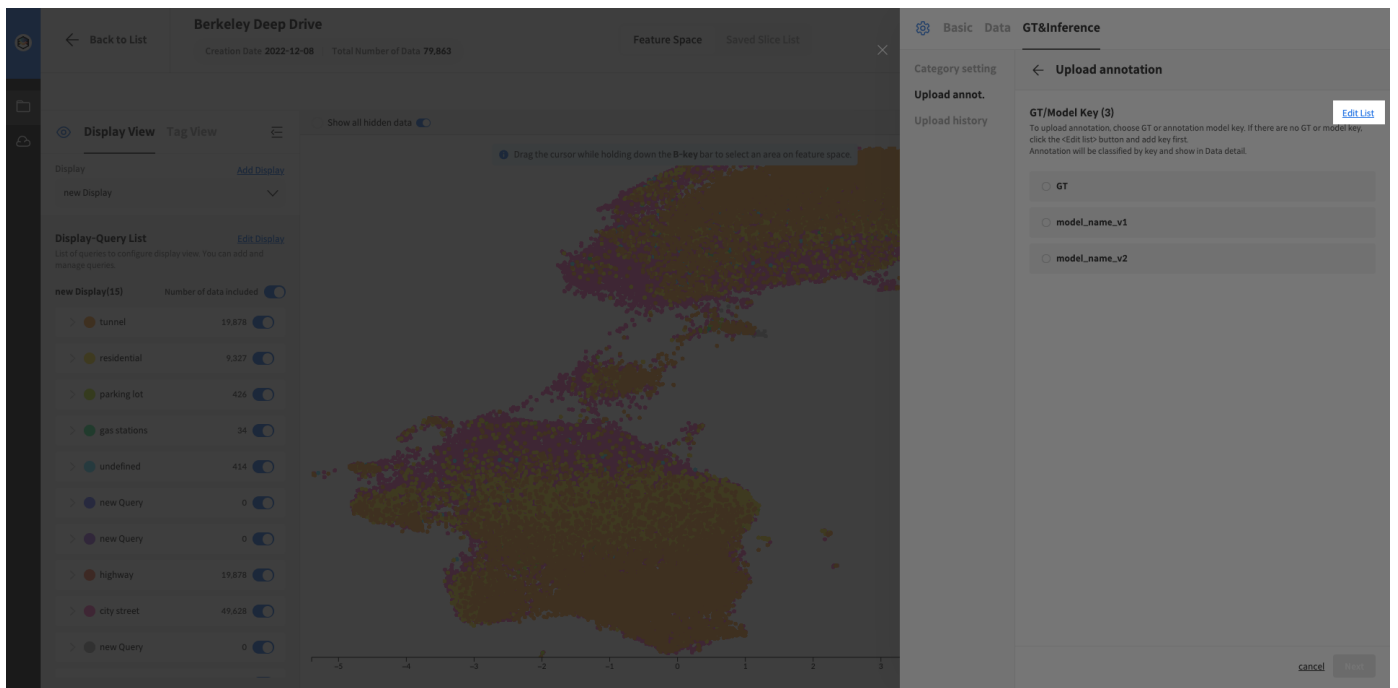 Back to List
Berkeley Deep Drive
Creation Date 2022-12-08 | Total Number of Data 79,863
Feature Space
Saved Slice List
Display View
Tag View
Display
Add Display
new Display
Display-Query List
Edit Display
List of queries to configure display view. You can add and
manage queries.
new Display(15)
Number of data included
tunnel 19,878
residential 9,327
parking lot 426
gas stations 34
undefined 414
new Query 0
new Query 0
highway 19,878
city street 49,628
new Query 0
Show all hidden data
Drag the cursor while holding down the B-key bar to select an area on feature space
-5 -4 -3 -2 -1 0 1 2 3
Basic Data GT&Inference
Category setting
Upload annot.
Upload history
Upload annotation
GT/Model Key (3)
Edit List
To upload annotation, choose GT or annotation model key. If there are no GT or model key,
click the <Edit list> button and add key first.
Annotation will be classified by key and show in Data detail.
GT
model_name_v1
model_name_v2
cancel
Next